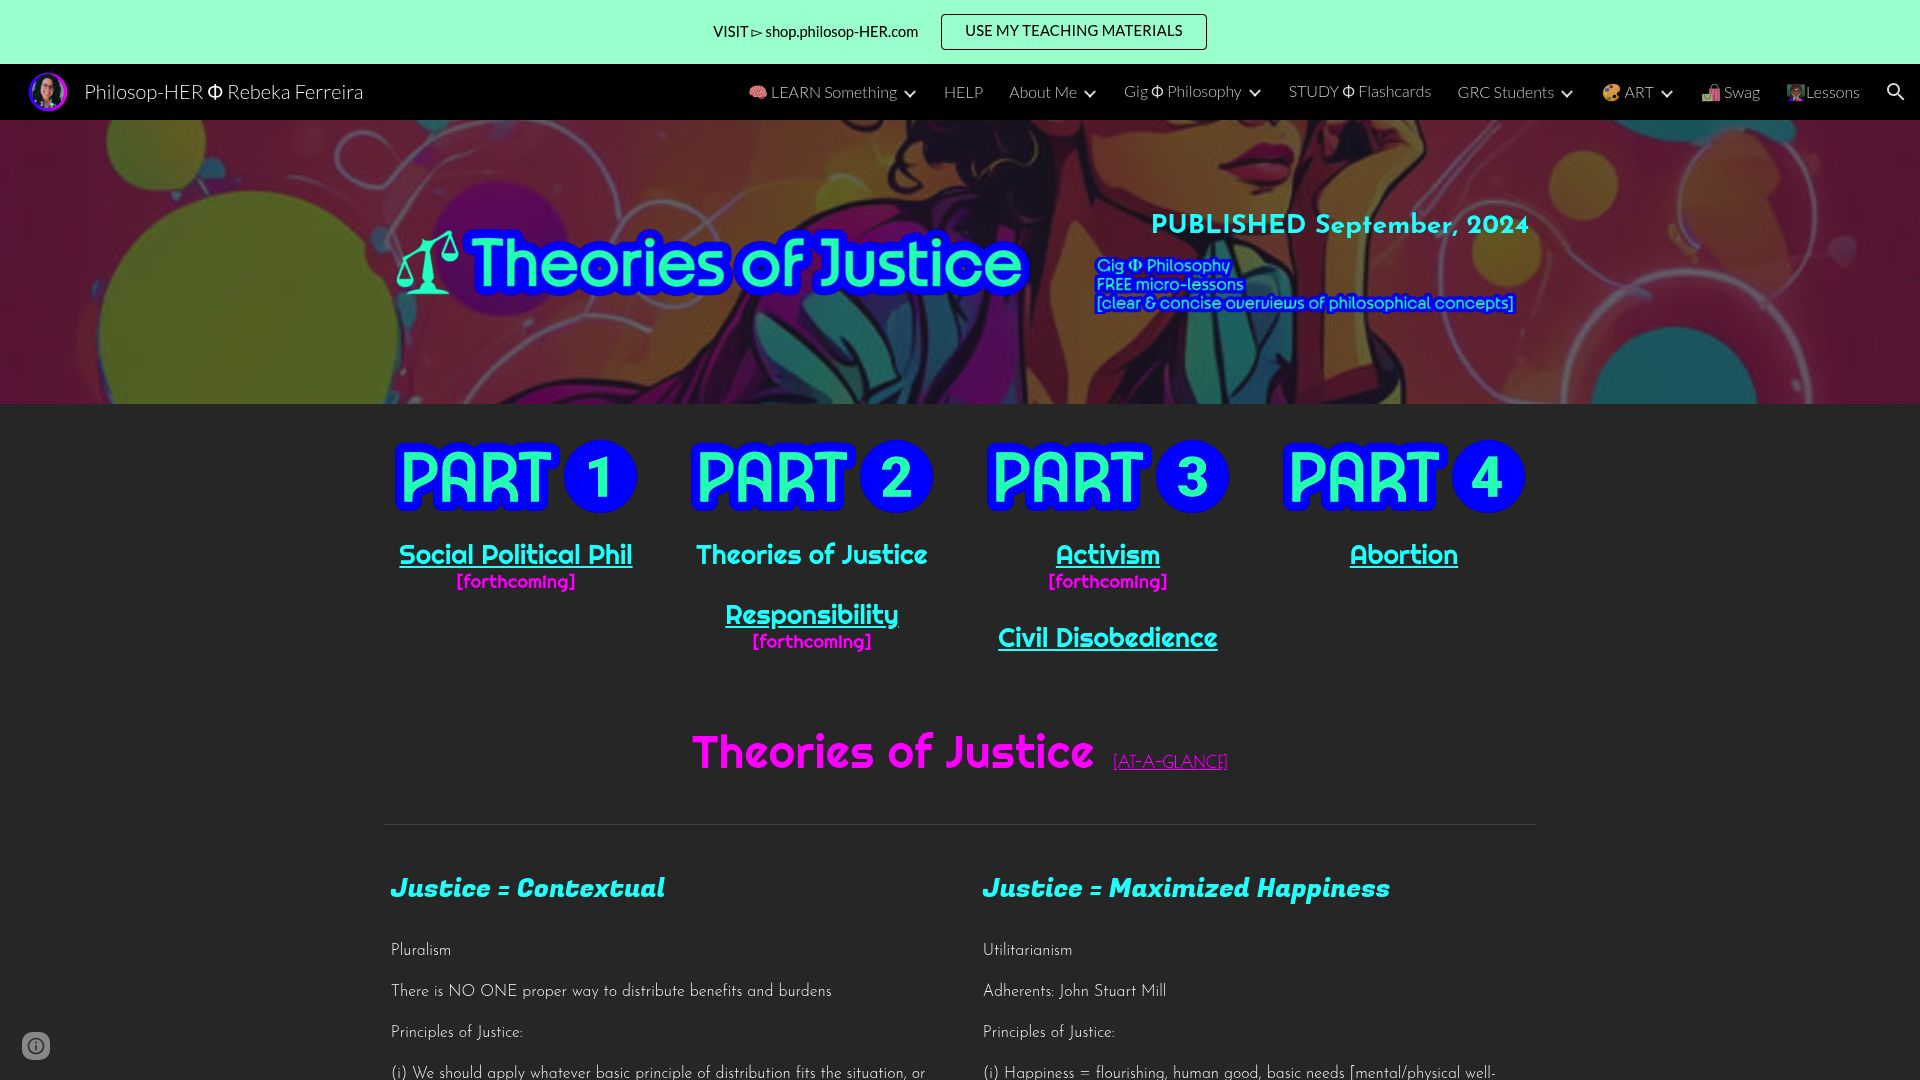 VISIT ▻ shop.philosop-HER.com
USE MY TEACHING MATERIALS
Philosop-HER Φ Rebeka Ferreira
🧠 LEARN Something
HELP
About Me
Gig Φ Philosophy
STUDY Φ Flashcards
GRC Students
🎨 ART
🛍️ Swag
👩🏽‍🏫Lessons
Theories of Justice
PUBLISHED September, 2024
Gig Φ Philosophy
FREE micro-lessons
[clear & concise overviews of philosophical concepts]
PART 1
Social Political Phil
[forthcoming]
PART 2
Theories of Justice
Responsibility
[forthcoming]
PART 3
Activism
[forthcoming]
Civil Disobedience
PART 4
Abortion
Theories of Justice [AT-A-GLANCE]
Justice = Contextual
Pluralism
There is NO ONE proper way to distribute benefits and burdens
Principles of Justice:
(i) We should apply whatever basic principle of distribution fits the situation, or
Justice = Maximized Happiness
Utilitarianism
Adherents: John Stuart Mill
Principles of Justice:
(i) Happiness = flourishing, human good, basic needs [mental/physical well-